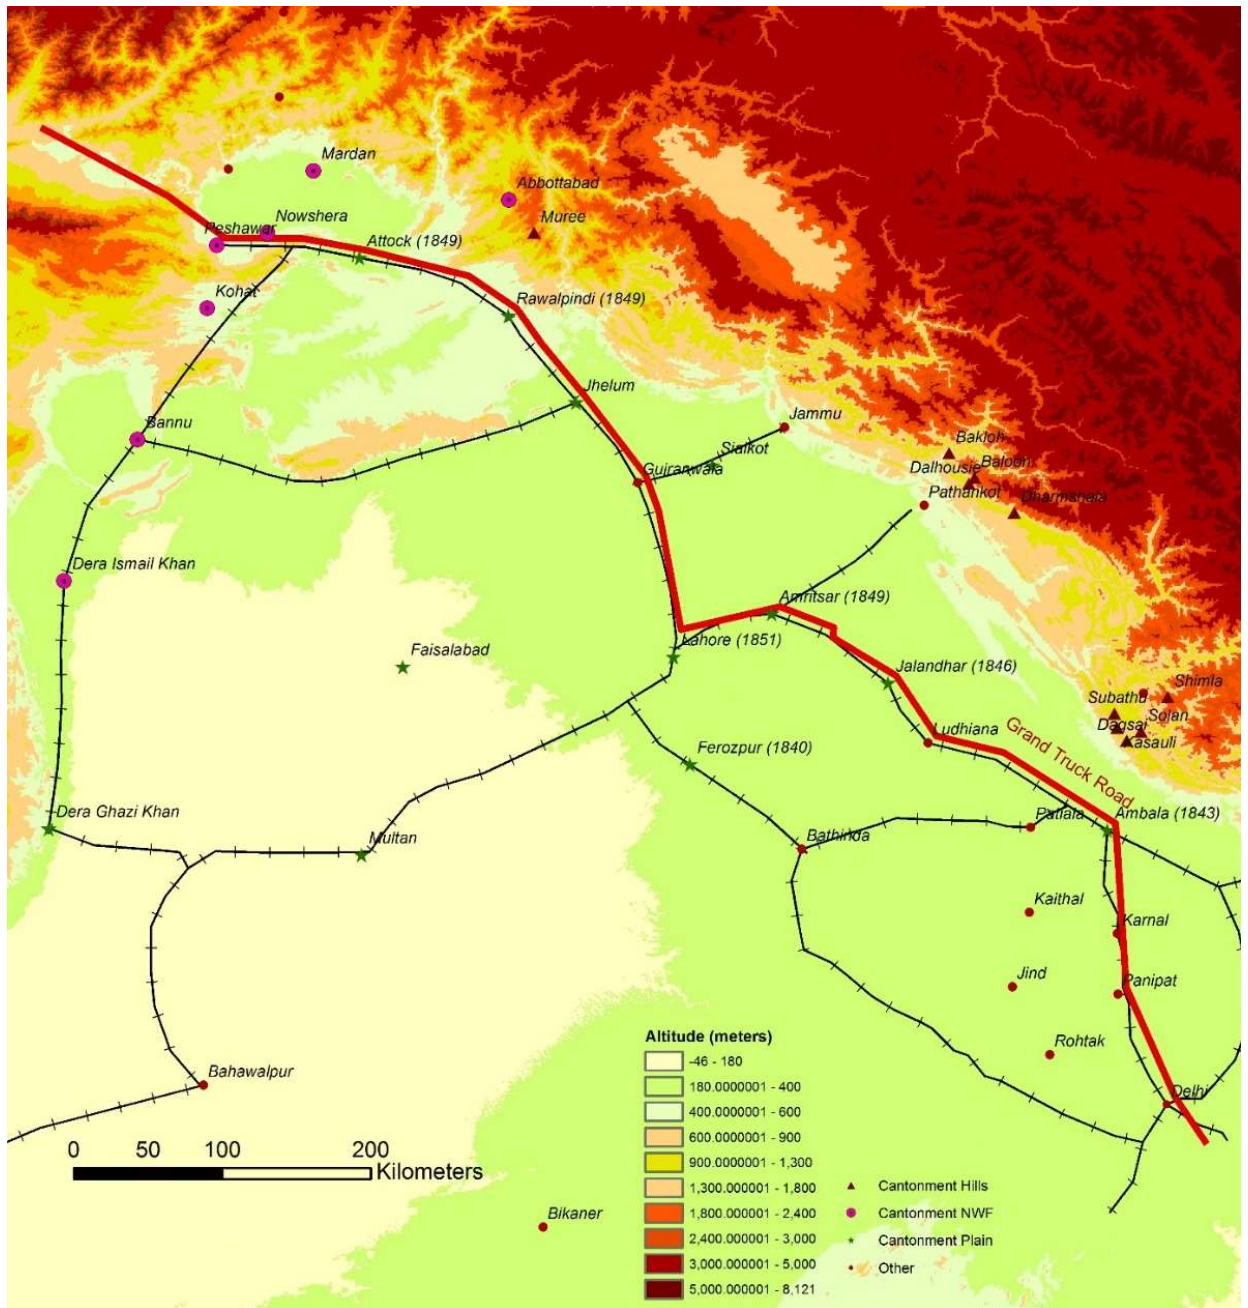 Mardan
Abbottabad
Nowshera
Muree
Peshawar
Attock (1849)
Kohat
Rawalpindi (1849)
Jhelum
Jammu
Bannu
Sialkot
Bakloh
Gujranwala
Dalhousie
Balooh
Pathankot
Dharmshala
Dera Ismail Khan
Amritsar (1849)
Lahore (1851)
Faisalabad
Jalandhar (1846)
Shimla
Subathu
Solan
Dagsai
Kasauli
Ludhiana
Grand Truck Road
Ferozpur (1840)
Dera Ghazi Khan
Patiala
Ambala (1843)
Multan
Bathinda
Kaithal
Karnal
Jind
Panipat
Rohtak
Bahawalpur
Delhi
Bikaner
0 50 100 200
Kilometers
Altitude (meters)
-46 - 180
180.0000001 - 400
400.0000001 - 600
600.0000001 - 900
900.0000001 - 1,300
1,300.000001 - 1,800
1,800.000001 - 2,400
2,400.000001 - 3,000
3,000.000001 - 5,000
5,000.000001 - 8,121
Cantonment Hills
Cantonment NWF
Cantonment Plain
Other